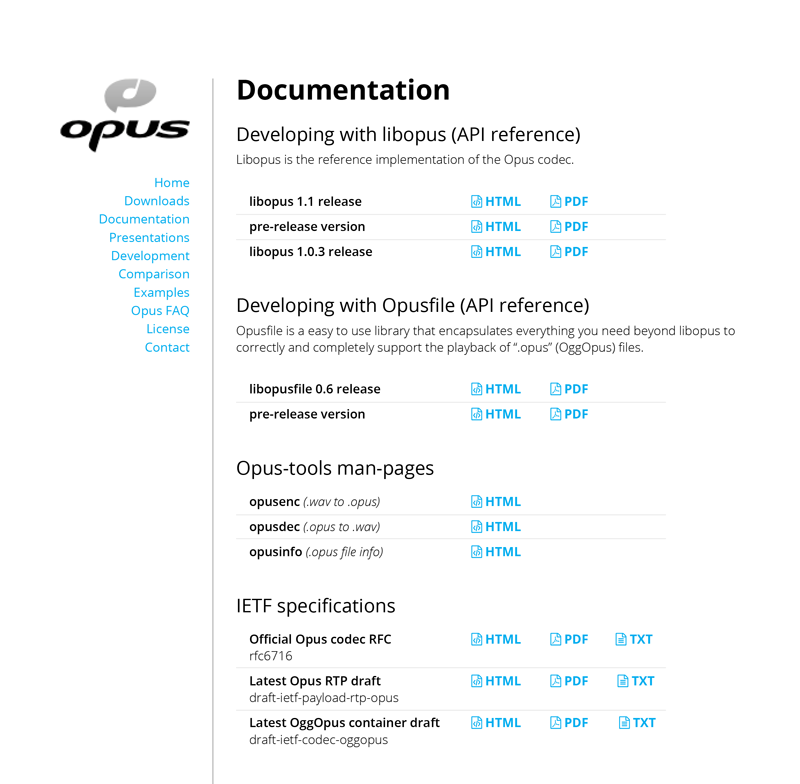 opus
Home
Downloads
Documentation
Presentations
Development
Comparison
Examples
Opus FAQ
License
Contact
Documentation
Developing with libopus (API reference)
Libopus is the reference implementation of the Opus codec.
libopus 1.1 release HTML PDF
pre-release version HTML PDF
libopus 1.0.3 release HTML PDF
Developing with Opusfile (API reference)
Opusfile is a easy to use library that encapsulates everything you need beyond libopus to
correctly and completely support the playback of “.opus” (OggOpus) files.
libopusfile 0.6 release HTML PDF
pre-release version HTML PDF
Opus-tools man-pages
opusenc (.wav to .opus) HTML
opusdec (.opus to .wav) HTML
opusinfo (.opus file info) HTML
IETF specifications
Official Opus codec RFC HTML PDF TXT
rfc6716
Latest Opus RTP draft HTML PDF TXT
draft-ietf-payload-rtp-opus
Latest OggOpus container draft HTML PDF TXT
draft-ietf-codec-oggopus